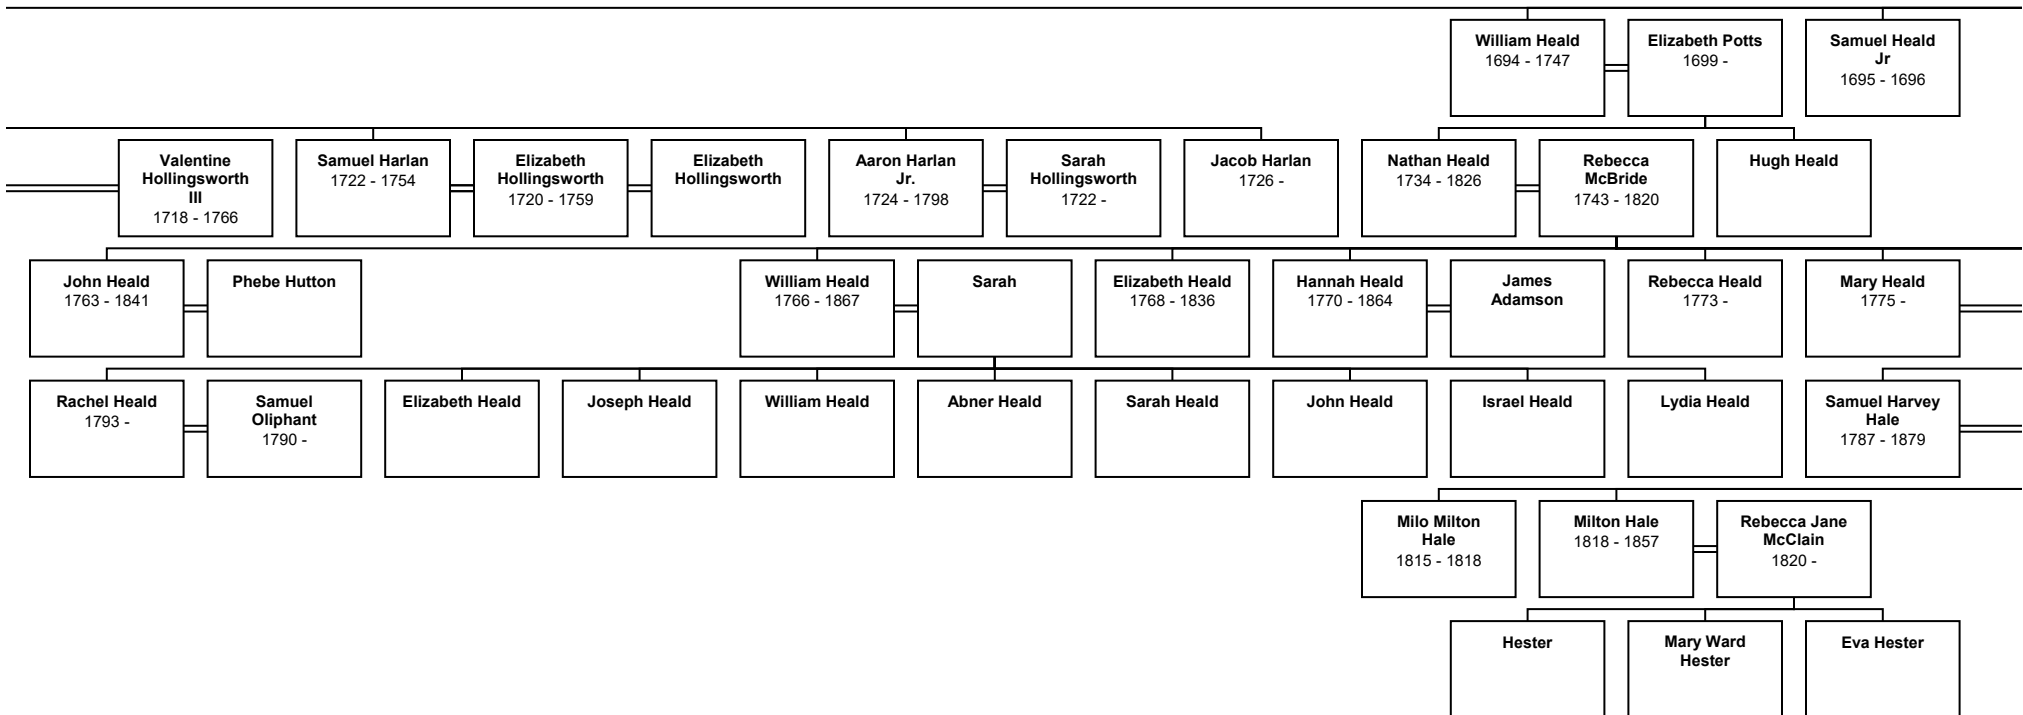 William Heald
1694 - 1747
Elizabeth Potts
1699 -
Samuel Heald
Jr
1695 - 1696
Valentine
Hollingsworth
III
1718 - 1766
Samuel Harlan
1722 - 1754
Elizabeth
Hollingsworth
1720 - 1759
Elizabeth
Hollingsworth
Aaron Harlan
Jr.
1724 - 1798
Sarah
Hollingsworth
1722 -
Jacob Harlan
1726 -
Nathan Heald
1734 - 1826
Rebecca
McBride
1743 - 1820
Hugh Heald
John Heald
1763 - 1841
Phebe Hutton
William Heald
1766 - 1867
Sarah
Elizabeth Heald
1768 - 1836
Hannah Heald
1770 - 1864
James
Adamson
Rebecca Heald
1773 -
Mary Heald
1775 -
Rachel Heald
1793 -
Samuel
Oliphant
1790 -
Elizabeth Heald
Joseph Heald
William Heald
Abner Heald
Sarah Heald
John Heald
Israel Heald
Lydia Heald
Samuel Harvey
Hale
1787 - 1879
Milo Milton
Hale
1815 - 1818
Milton Hale
1818 - 1857
Rebecca Jane
McClain
1820 -
Hester
Mary Ward
Hester
Eva Hester